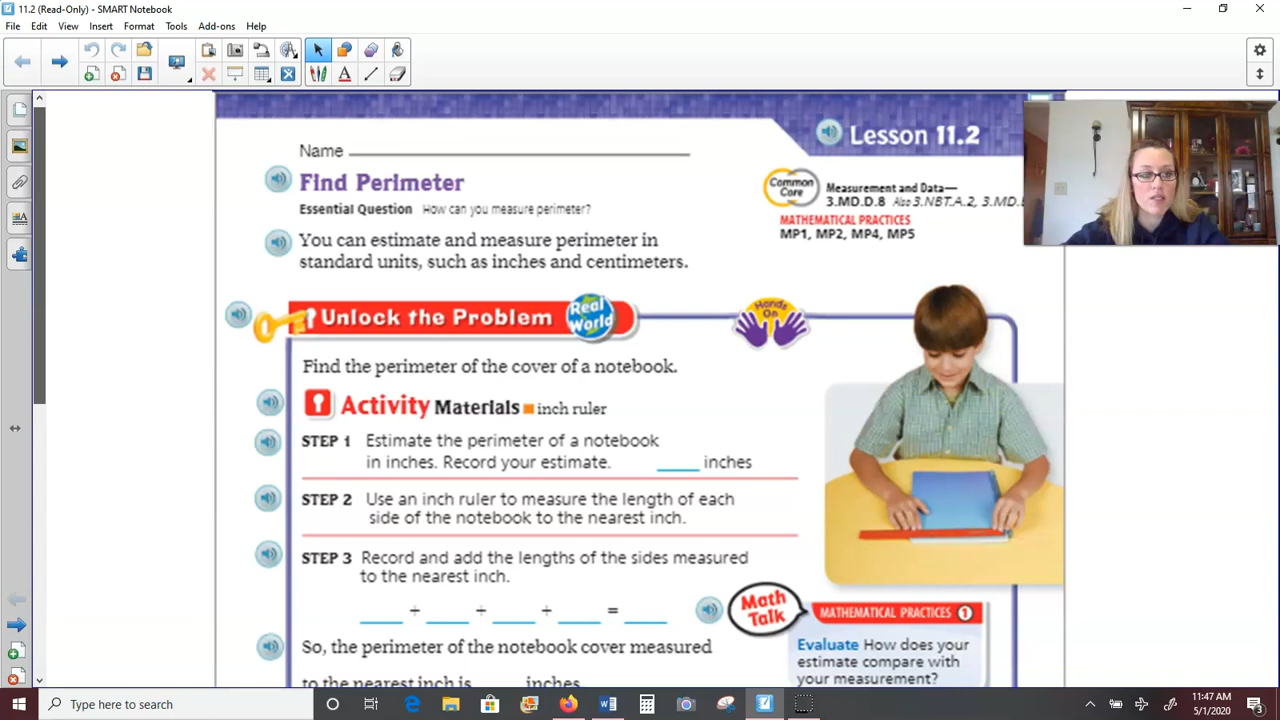 11.2 (Read-Only) - SMART Notebook
File Edit View Insert Format Tools Add-ons Help
Lesson 11.2
Name
Find Perimeter
Essential Question How can you measure perimeter?
You can estimate and measure perimeter in
standard units, such as inches and centimeters.
Common Core
Measurement and Data—
3.MD.D.8 Also 3.NBT.A.2, 3.MD.
MATHEMATICAL PRACTICES
MP1, MP2, MP4, MP5
Unlock the Problem
Real World
Hands On
Find the perimeter of the cover of a notebook.
Activity Materials ■ inch ruler
STEP 1 Estimate the perimeter of a notebook
in inches. Record your estimate. ____ inches
STEP 2 Use an inch ruler to measure the length of each
side of the notebook to the nearest inch.
STEP 3 Record and add the lengths of the sides measured
to the nearest inch.
____ + ____ + ____ + ____ = ____
So, the perimeter of the notebook cover measured
to the nearest inch is ____ inches
Math Talk
MATHEMATICAL PRACTICES 1
Evaluate How does your
estimate compare with
your measurement?
Type here to search
11:47 AM
5/1/2020
3